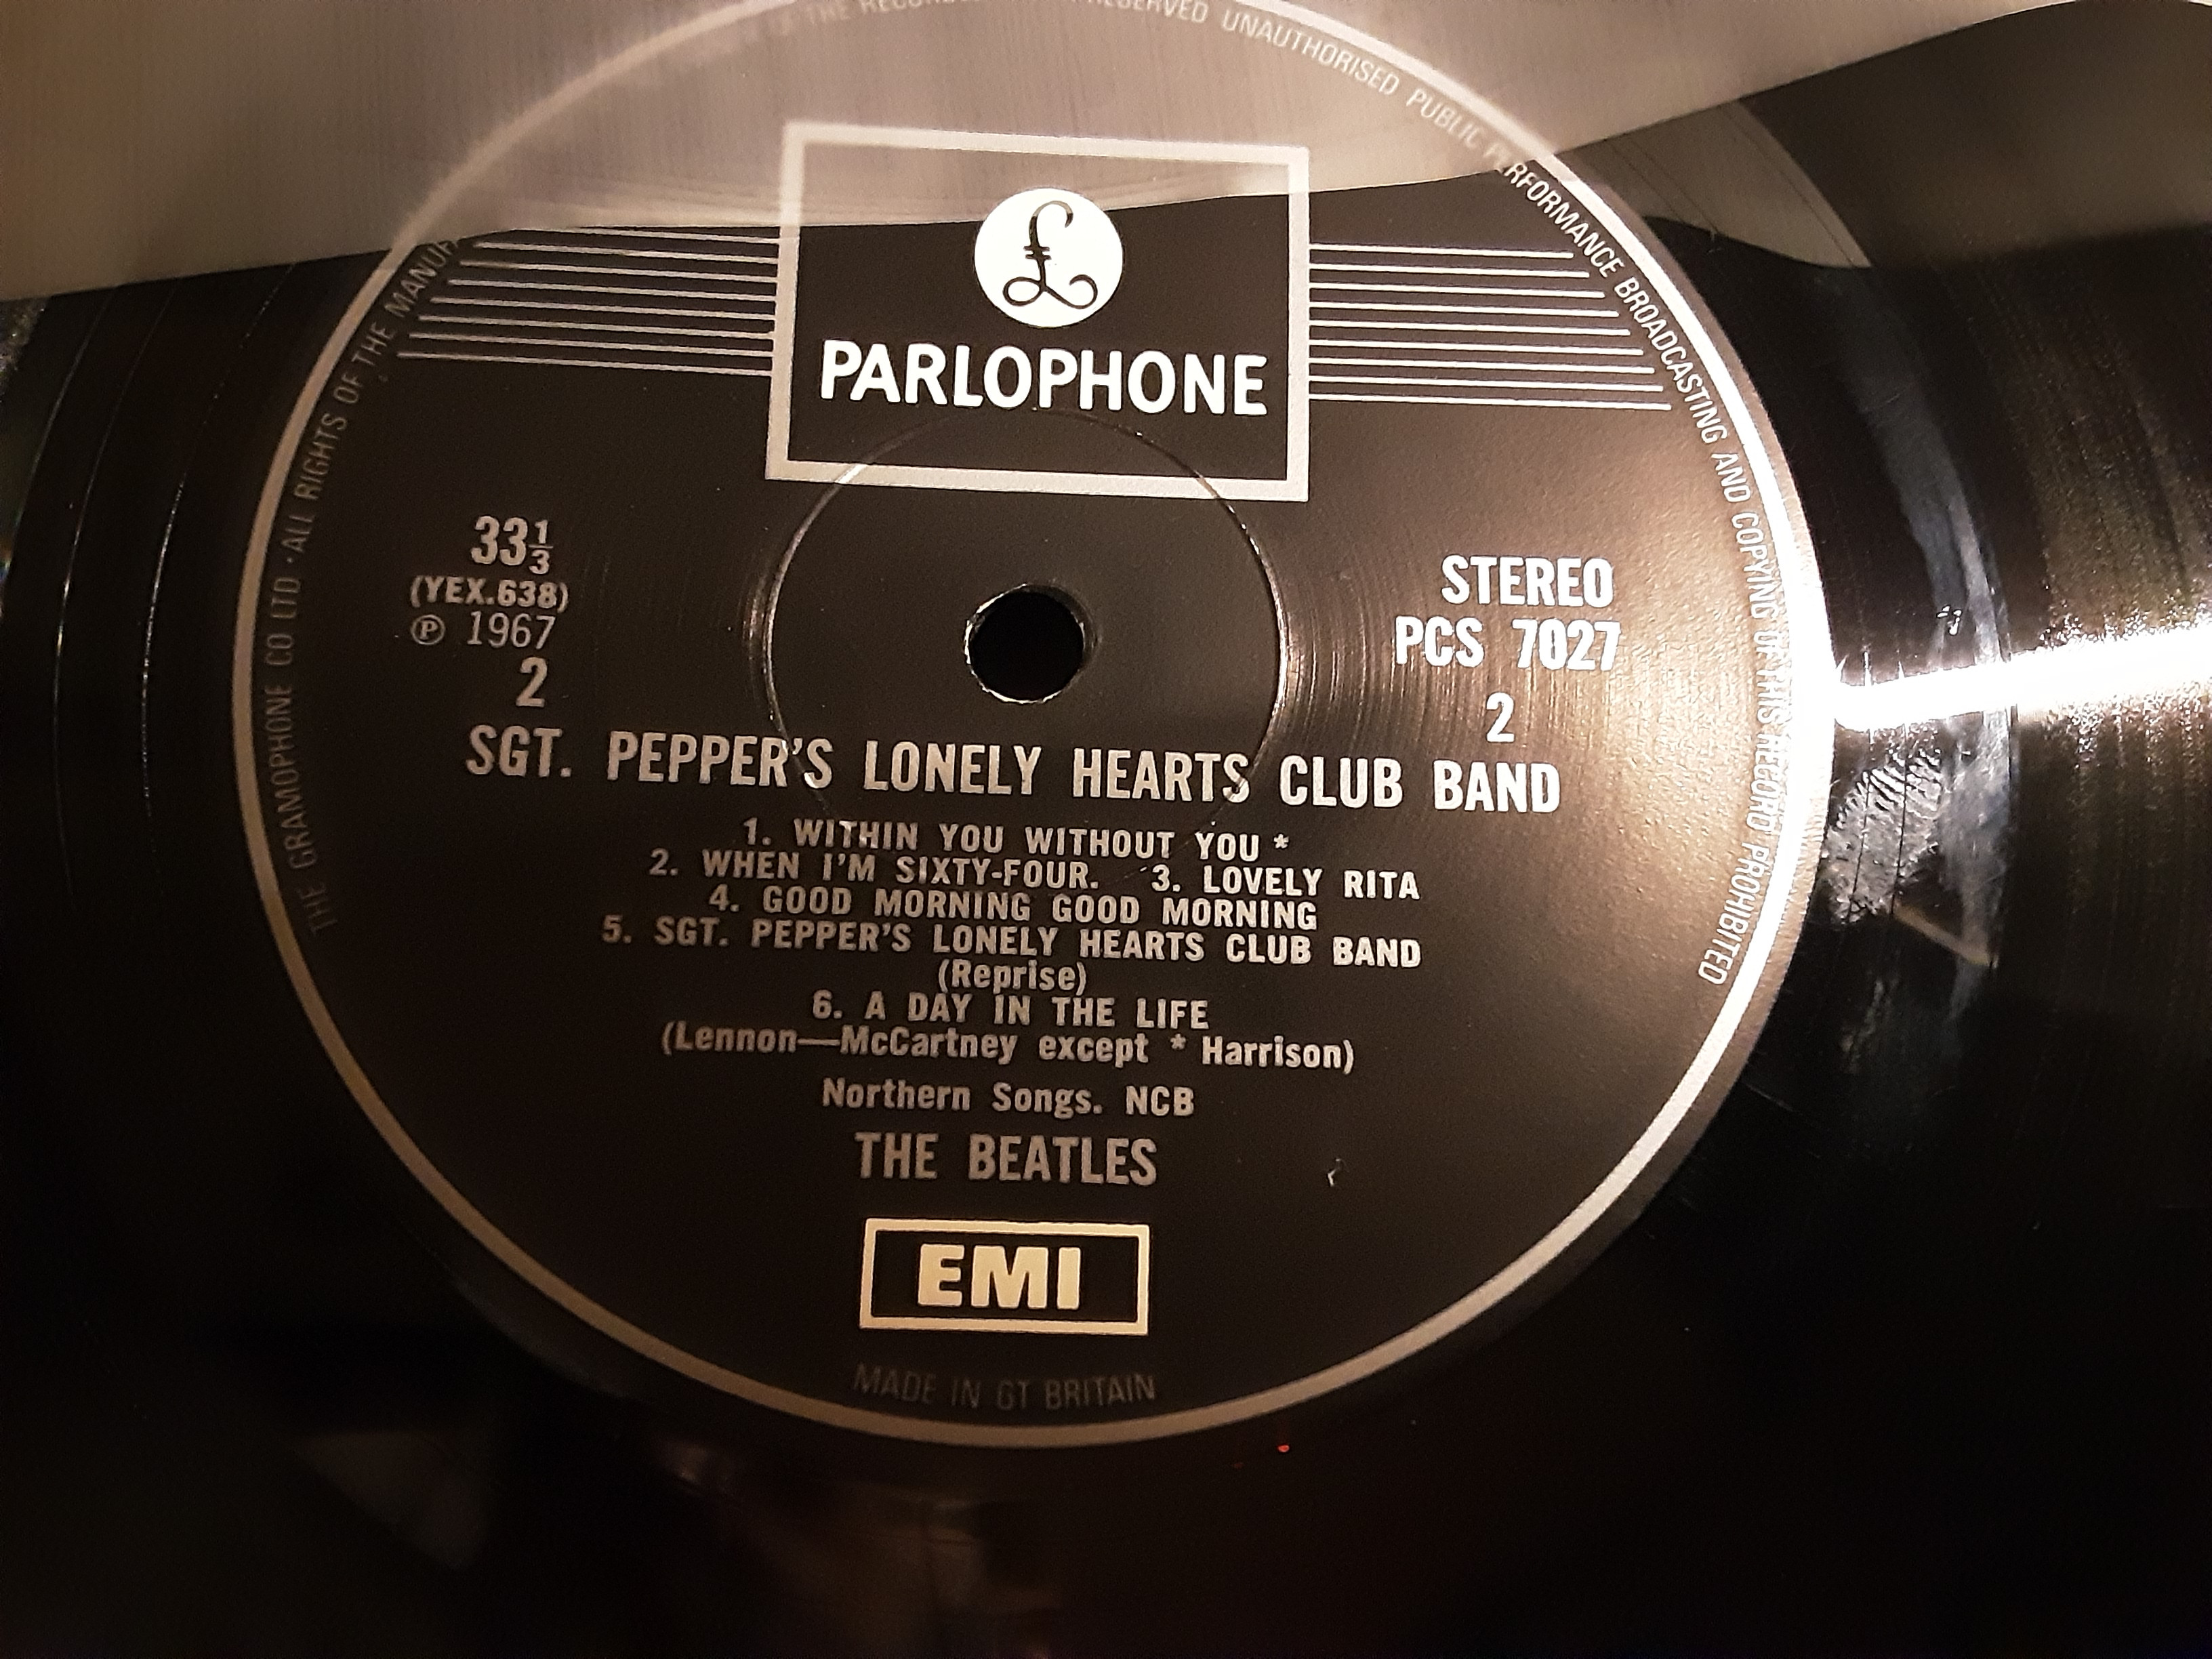 THE GRAMOPHONE CO LTD · ALL RIGHTS OF THE
THE RESERVED UNAUTHORISED PUBLIC PERFORMANCE BROADCASTING AND COPYING OF THIS RECORD PROHIBITED
£
PARLOPHONE
33⅓
(YEX.638)
℗ 1967
2
STEREO
PCS 7027
2
SGT. PEPPER'S LONELY HEARTS CLUB BAND
1. WITHIN YOU WITHOUT YOU *
2. WHEN I'M SIXTY-FOUR. 3. LOVELY RITA
4. GOOD MORNING GOOD MORNING
5. SGT. PEPPER'S LONELY HEARTS CLUB BAND
(Reprise)
6. A DAY IN THE LIFE
(Lennon—McCartney except * Harrison)
Northern Songs. NCB
THE BEATLES
EMI
MADE IN GT BRITAIN